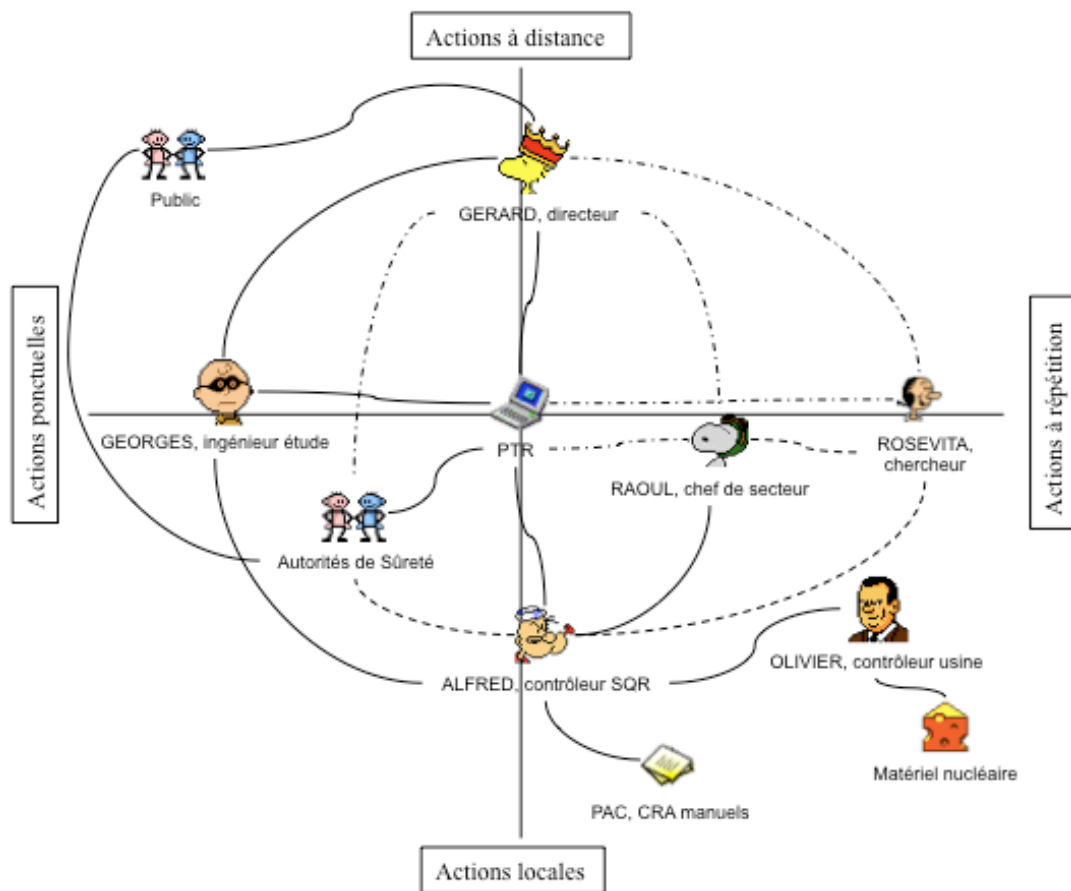 Actions à distance
Public
GERARD, directeur
Actions ponctuelles
Actions à répétition
GEORGES, ingénieur étude
PTR
ROSEVITA,
chercheur
RAOUL, chef de secteur
Autorités de Sûreté
OLIVIER, contrôleur usine
ALFRED, contrôleur SQR
Matériel nucléaire
PAC, CRA manuels
Actions locales